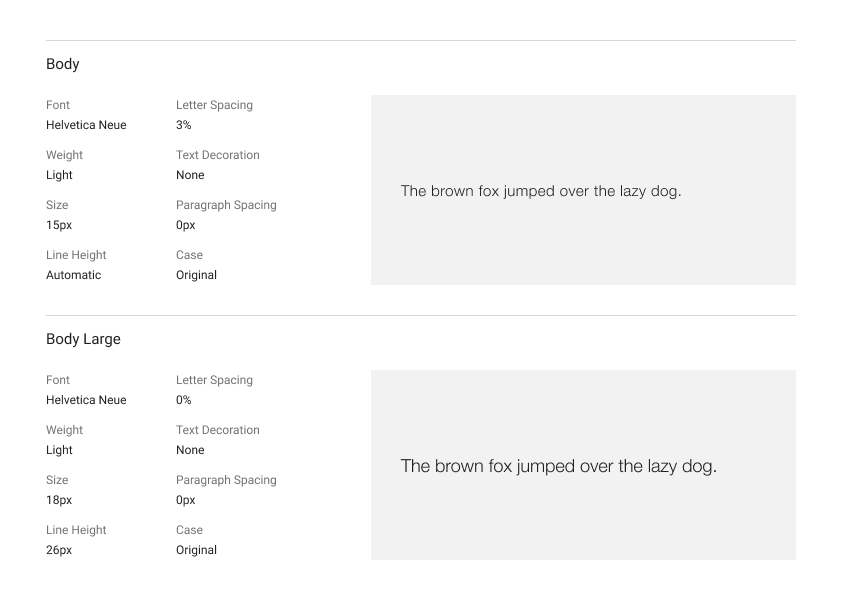 Body
Font
Letter Spacing
Helvetica Neue
3%
Weight
Text Decoration
Light
None
Size
Paragraph Spacing
15px
0px
Line Height
Case
Automatic
Original
The brown fox jumped over the lazy dog.
Body Large
Font
Letter Spacing
Helvetica Neue
0%
Weight
Text Decoration
Light
None
Size
Paragraph Spacing
18px
0px
Line Height
Case
26px
Original
The brown fox jumped over the lazy dog.